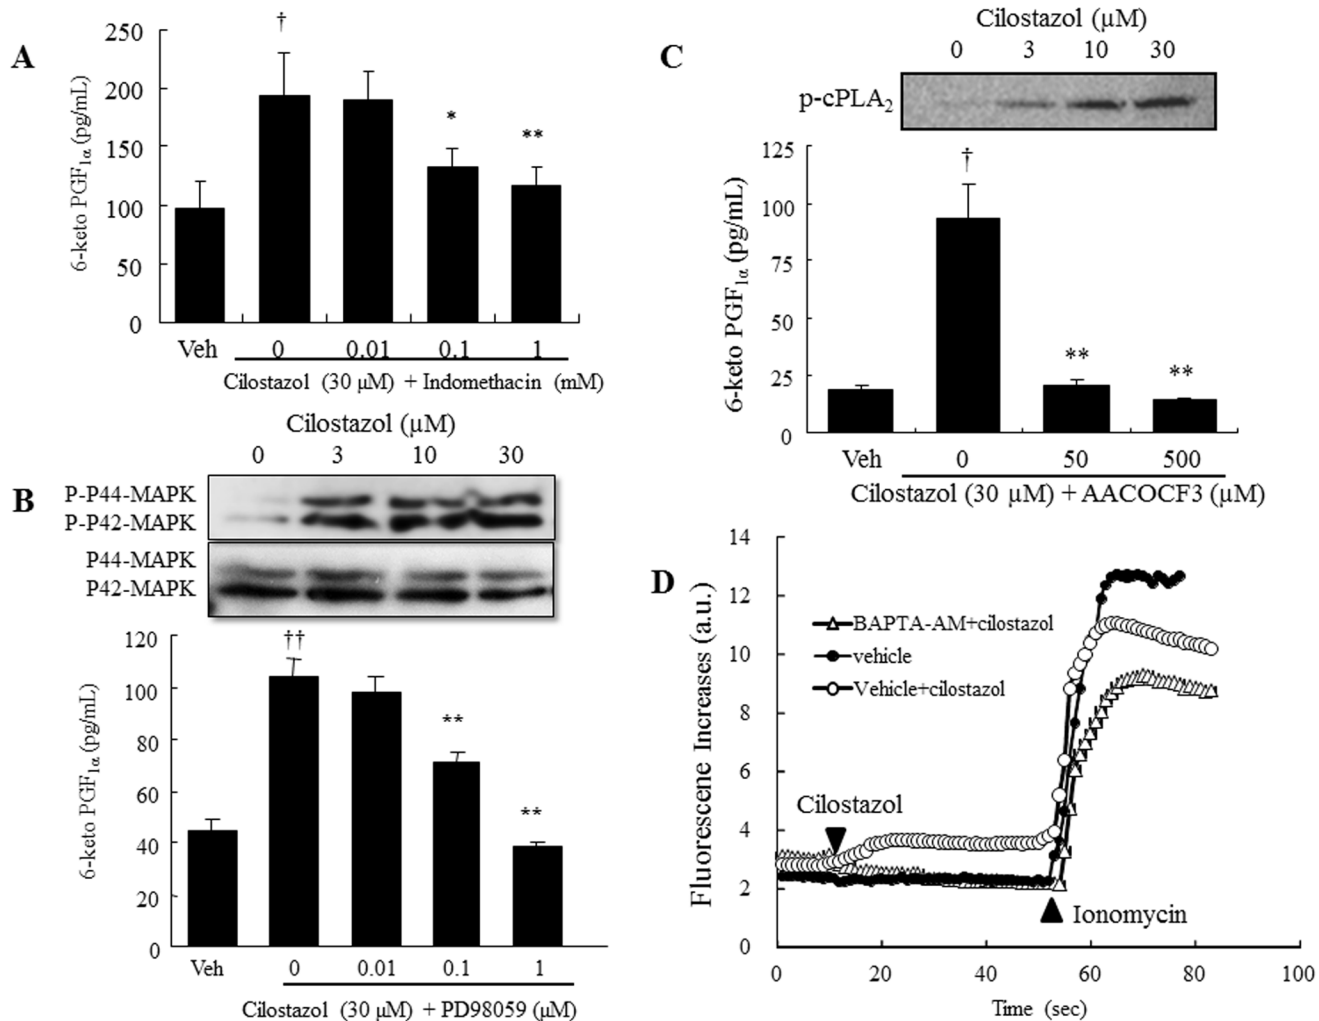 A
6-keto PGF1α (pg/mL)
250
200
150
100
50
0
†
*
**
Veh 0 0.01 0.1 1
Cilostazol (30 µM) + Indomethacin (mM)
B
Cilostazol (µM)
0 3 10 30
P-P44-MAPK
P-P42-MAPK
P44-MAPK
P42-MAPK
6-keto PGF1α (pg/mL)
120
100
80
60
40
20
0
††
**
**
Veh 0 0.01 0.1 1
Cilostazol (30 µM) + PD98059 (µM)
C
Cilostazol (µM)
0 3 10 30
p-cPLA2
6-keto PGF1α (pg/mL)
125
100
75
50
25
0
†
**
**
Veh 0 50 500
Cilostazol (30 µM) + AACOCF3 (µM)
D
Fluorescene Increases (a.u.)
14
12
10
8
6
4
2
0
BAPTA-AM+cilostazol
vehicle
Vehicle+cilostazol
Cilostazol
Ionomycin
0 20 40 60 80 100
Time (sec)